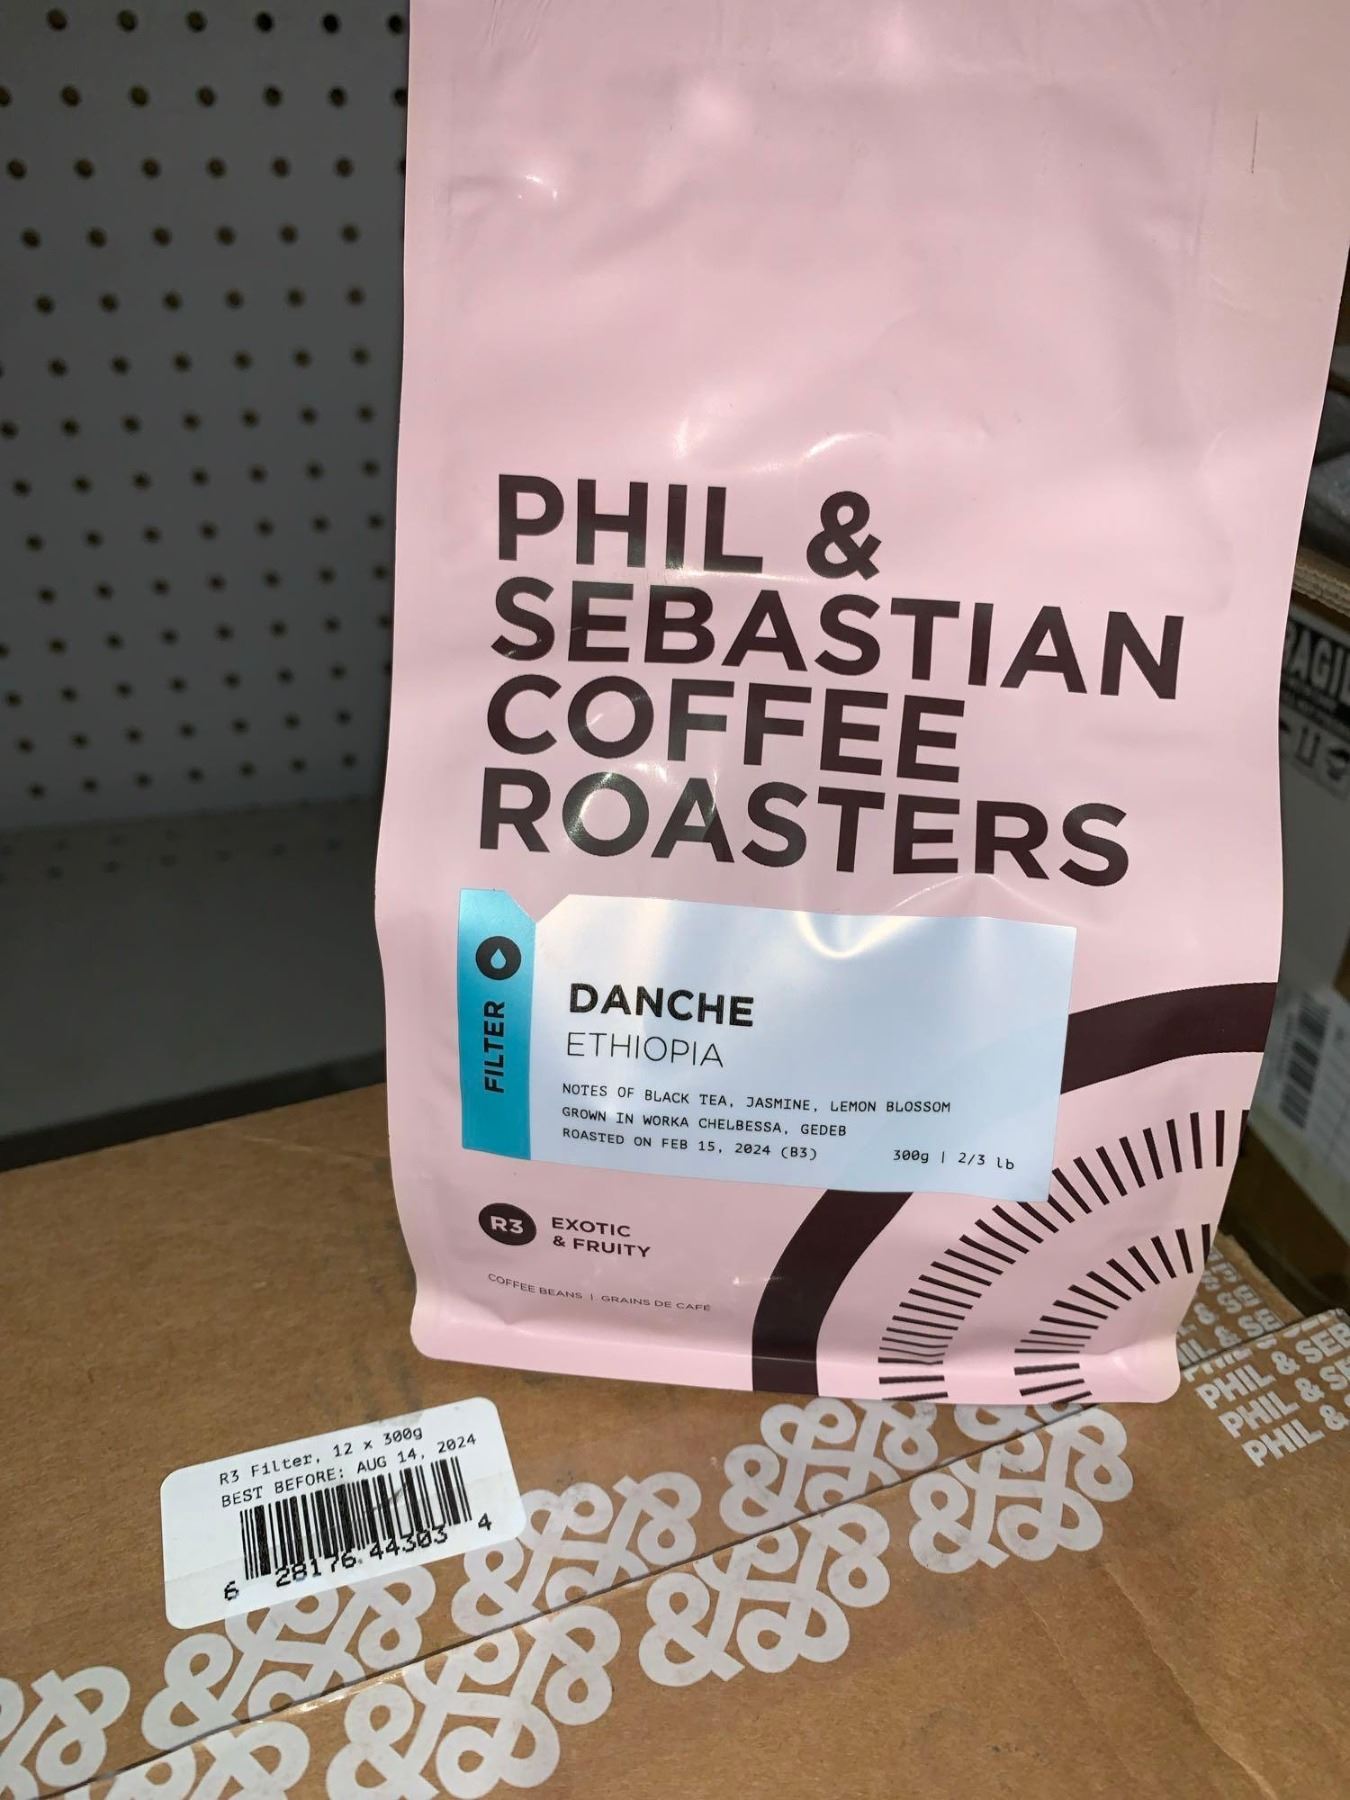 PHIL &
SEBASTIAN
COFFEE
ROASTERS
FILTER
DANCHE
ETHIOPIA
NOTES OF BLACK TEA, JASMINE, LEMON BLOSSOM
GROWN IN WORKA CHELBESSA, GEDEB
ROASTED ON FEB 15, 2024 (B3)
300g | 2/3 lb
R3
EXOTIC
& FRUITY
COFFEE BEANS | GRAINS DE CAFÉ
R3 Filter, 12 x 300g
BEST BEFORE: AUG 14, 2024
6 28176 44303 4
PHIL & SEB
PHIL & SE
PHIL &